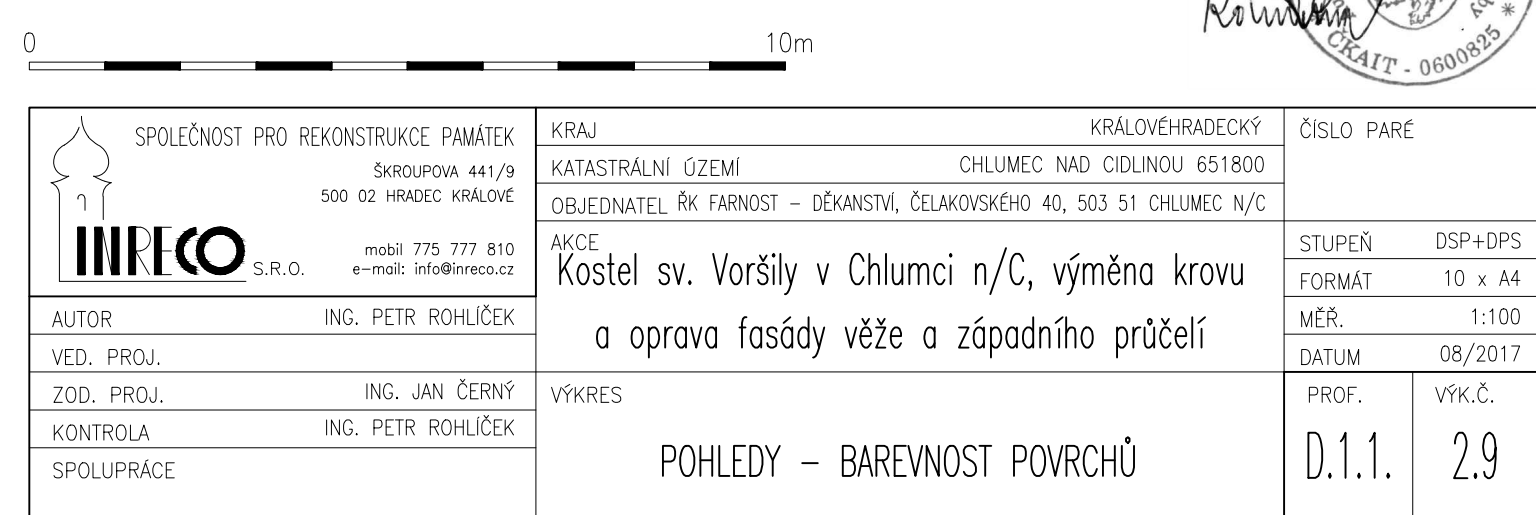 0 10m
ČKAIT - 0600825
SPOLEČNOST PRO REKONSTRUKCE PAMÁTEK
ŠKROUPOVA 441/9
500 02 HRADEC KRÁLOVÉ
INRECO S.R.O.
mobil 775 777 810
e-mail: info@inreco.cz
AUTOR ING. PETR ROHLÍČEK
VED. PROJ.
ZOD. PROJ. ING. JAN ČERNÝ
KONTROLA ING. PETR ROHLÍČEK
SPOLUPRÁCE
KRAJ KRÁLOVÉHRADECKÝ
KATASTRÁLNÍ ÚZEMÍ CHLUMEC NAD CIDLINOU 651800
OBJEDNATEL ŘK FARNOST – DĚKANSTVÍ, ČELAKOVSKÉHO 40, 503 51 CHLUMEC N/C
AKCE
Kostel sv. Voršily v Chlumci n/C, výměna krovu
a oprava fasády věže a západního průčelí
VÝKRES
POHLEDY – BAREVNOST POVRCHŮ
ČÍSLO PARÉ
STUPEŇ DSP+DPS
FORMÁT 10 x A4
MĚŘ. 1:100
DATUM 08/2017
PROF. VÝK.Č.
D.1.1. 2.9